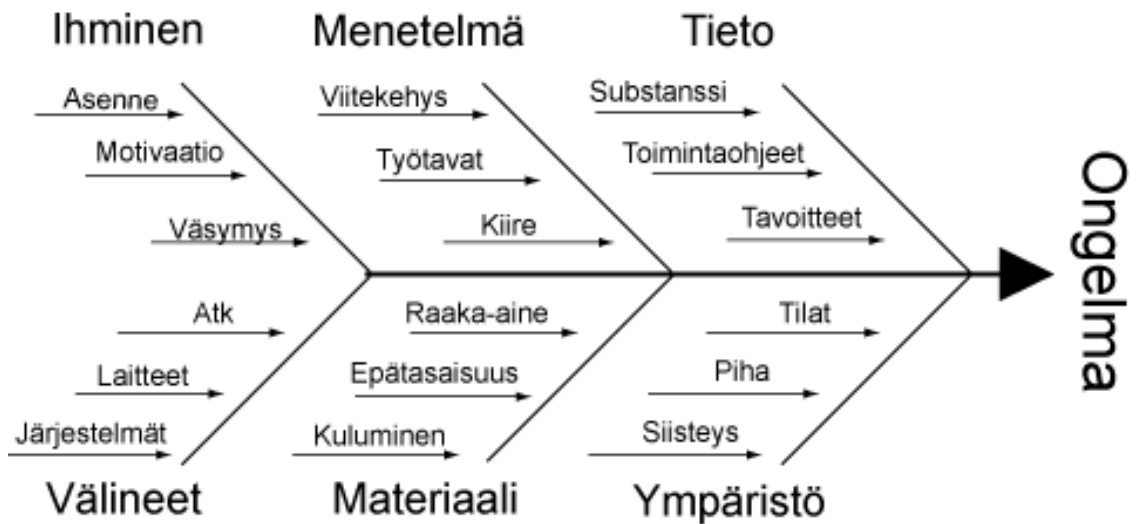 Ihminen
Menetelmä
Tieto
Asenne
Motivaatio
Väsymys
Viitekehys
Työtavat
Kiire
Substanssi
Toimintaohjeet
Tavoitteet
Ongelma
Atk
Laitteet
Järjestelmät
Raaka-aine
Epätasaisuus
Kuluminen
Tilat
Piha
Siisteys
Välineet
Materiaali
Ympäristö